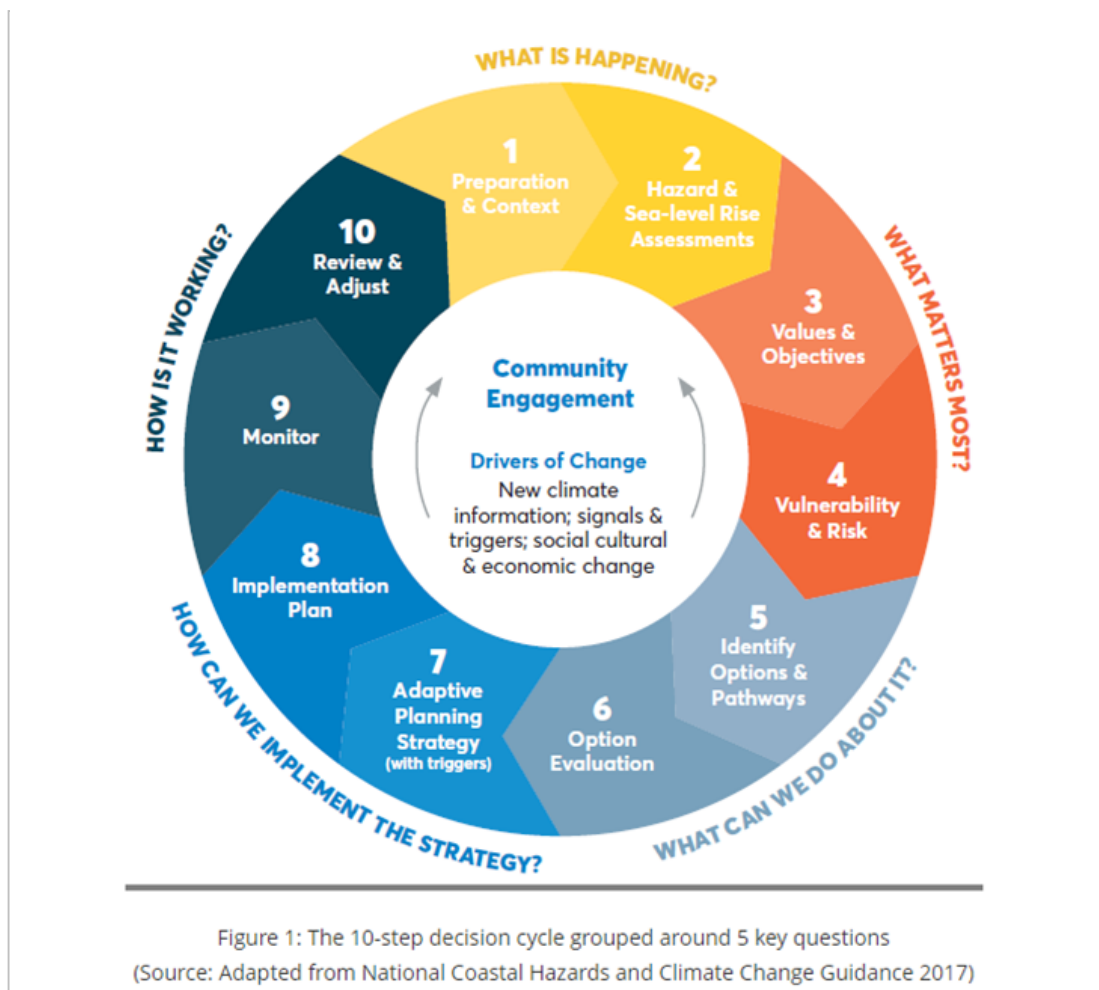 WHAT IS HAPPENING?
1
Preparation
& Context
2
Hazard &
Sea-level Rise
Assessments
WHAT MATTERS MOST?
3
Values &
Objectives
4
Vulnerability
& Risk
WHAT CAN WE DO ABOUT IT?
5
Identify
Options &
Pathways
6
Option
Evaluation
HOW CAN WE IMPLEMENT THE STRATEGY?
7
Adaptive
Planning
Strategy
(with triggers)
8
Implementation
Plan
HOW IS IT WORKING?
9
Monitor
10
Review &
Adjust
Community
Engagement
Drivers of Change
New climate
information; signals &
triggers; social cultural
& economic change
Figure 1: The 10-step decision cycle grouped around 5 key questions
(Source: Adapted from National Coastal Hazards and Climate Change Guidance 2017)